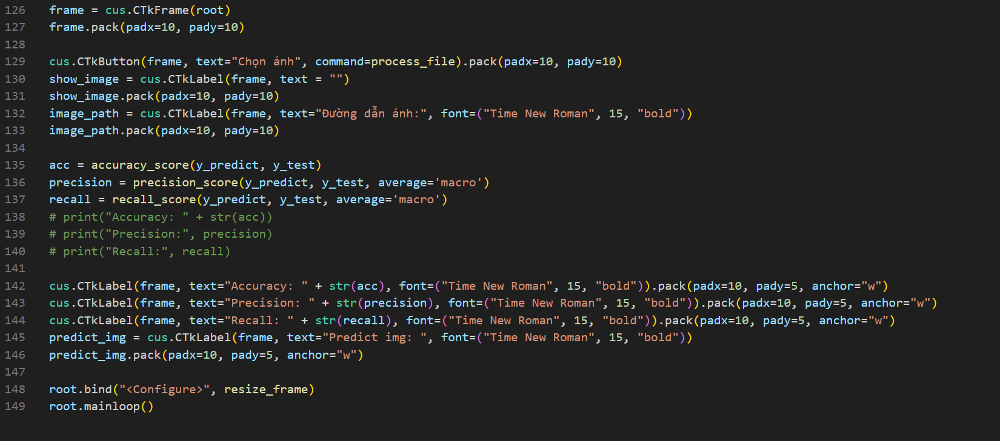 126 frame = cus.CTkFrame(root)
127 frame.pack(padx=10, pady=10)
128
129 cus.CTkButton(frame, text="Chọn ảnh", command=process_file).pack(padx=10, pady=10)
130 show_image = cus.CTkLabel(frame, text = "")
131 show_image.pack(padx=10, pady=10)
132 image_path = cus.CTkLabel(frame, text="Đường dẫn ảnh:", font=("Time New Roman", 15, "bold"))
133 image_path.pack(padx=10, pady=10)
134
135 acc = accuracy_score(y_predict, y_test)
136 precision = precision_score(y_predict, y_test, average='macro')
137 recall = recall_score(y_predict, y_test, average='macro')
138 # print("Accuracy: " + str(acc))
139 # print("Precision:", precision)
140 # print("Recall:", recall)
141
142 cus.CTkLabel(frame, text="Accuracy: " + str(acc), font=("Time New Roman", 15, "bold")).pack(padx=10, pady=5, anchor="w")
143 cus.CTkLabel(frame, text="Precision: " + str(precision), font=("Time New Roman", 15, "bold")).pack(padx=10, pady=5, anchor="w")
144 cus.CTkLabel(frame, text="Recall: " + str(recall), font=("Time New Roman", 15, "bold")).pack(padx=10, pady=5, anchor="w")
145 predict_img = cus.CTkLabel(frame, text="Predict img: ", font=("Time New Roman", 15, "bold"))
146 predict_img.pack(padx=10, pady=5, anchor="w")
147
148 root.bind("<Configure>", resize_frame)
149 root.mainloop()